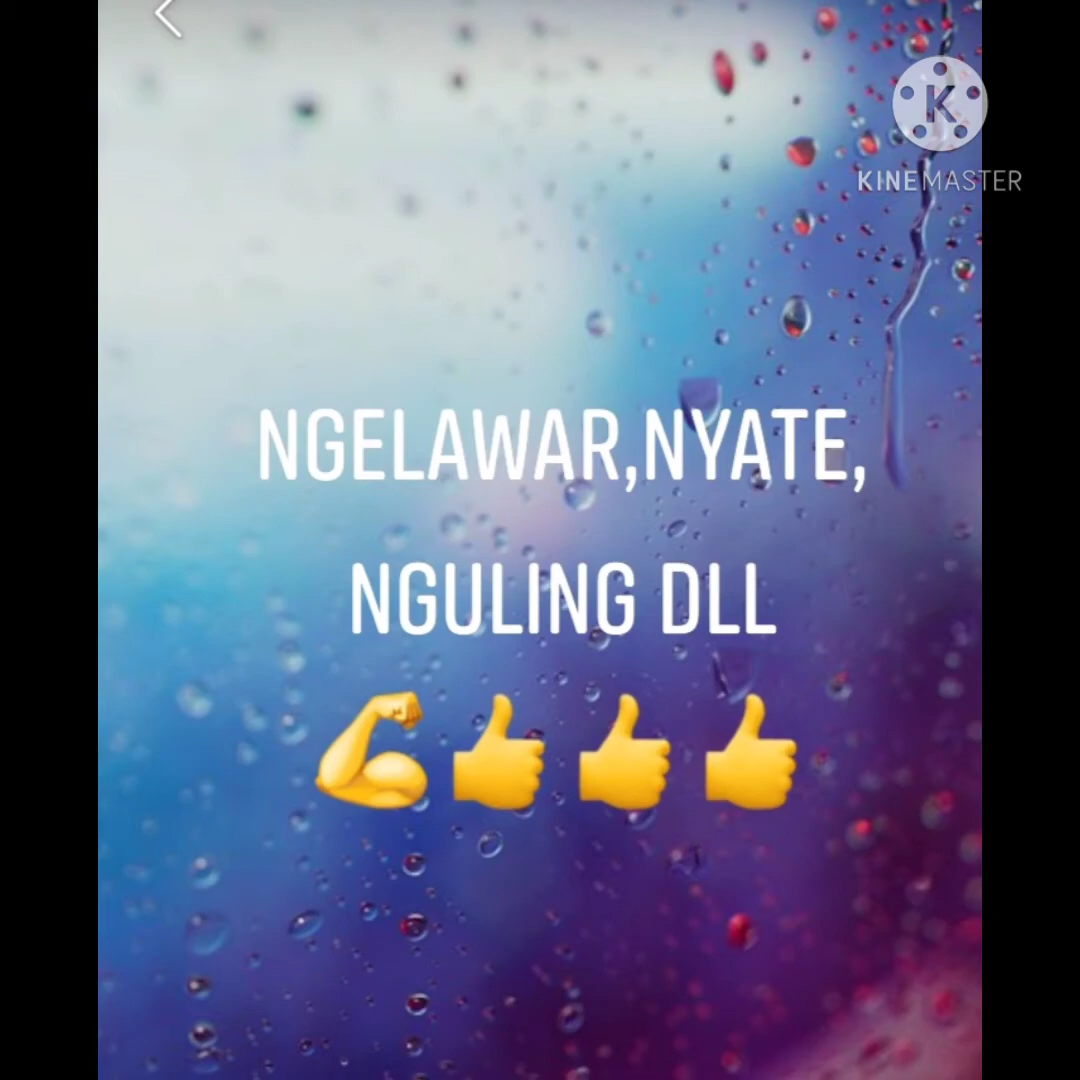 K
KINEMASTER
NGELAWAR,NYATE,
NGULING DLL
💪👍👍👍